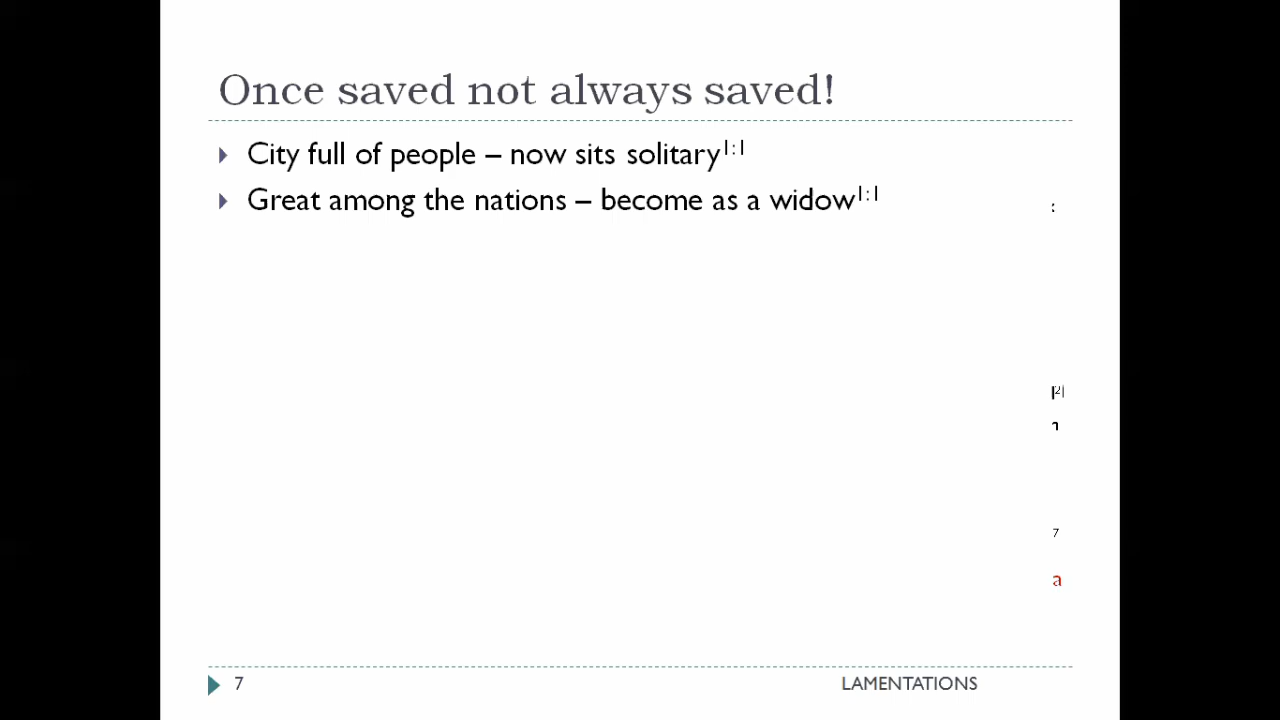 Once saved not always saved!
City full of people – now sits solitary1:1
Great among the nations – become as a widow1:1
7
a
7
LAMENTATIONS